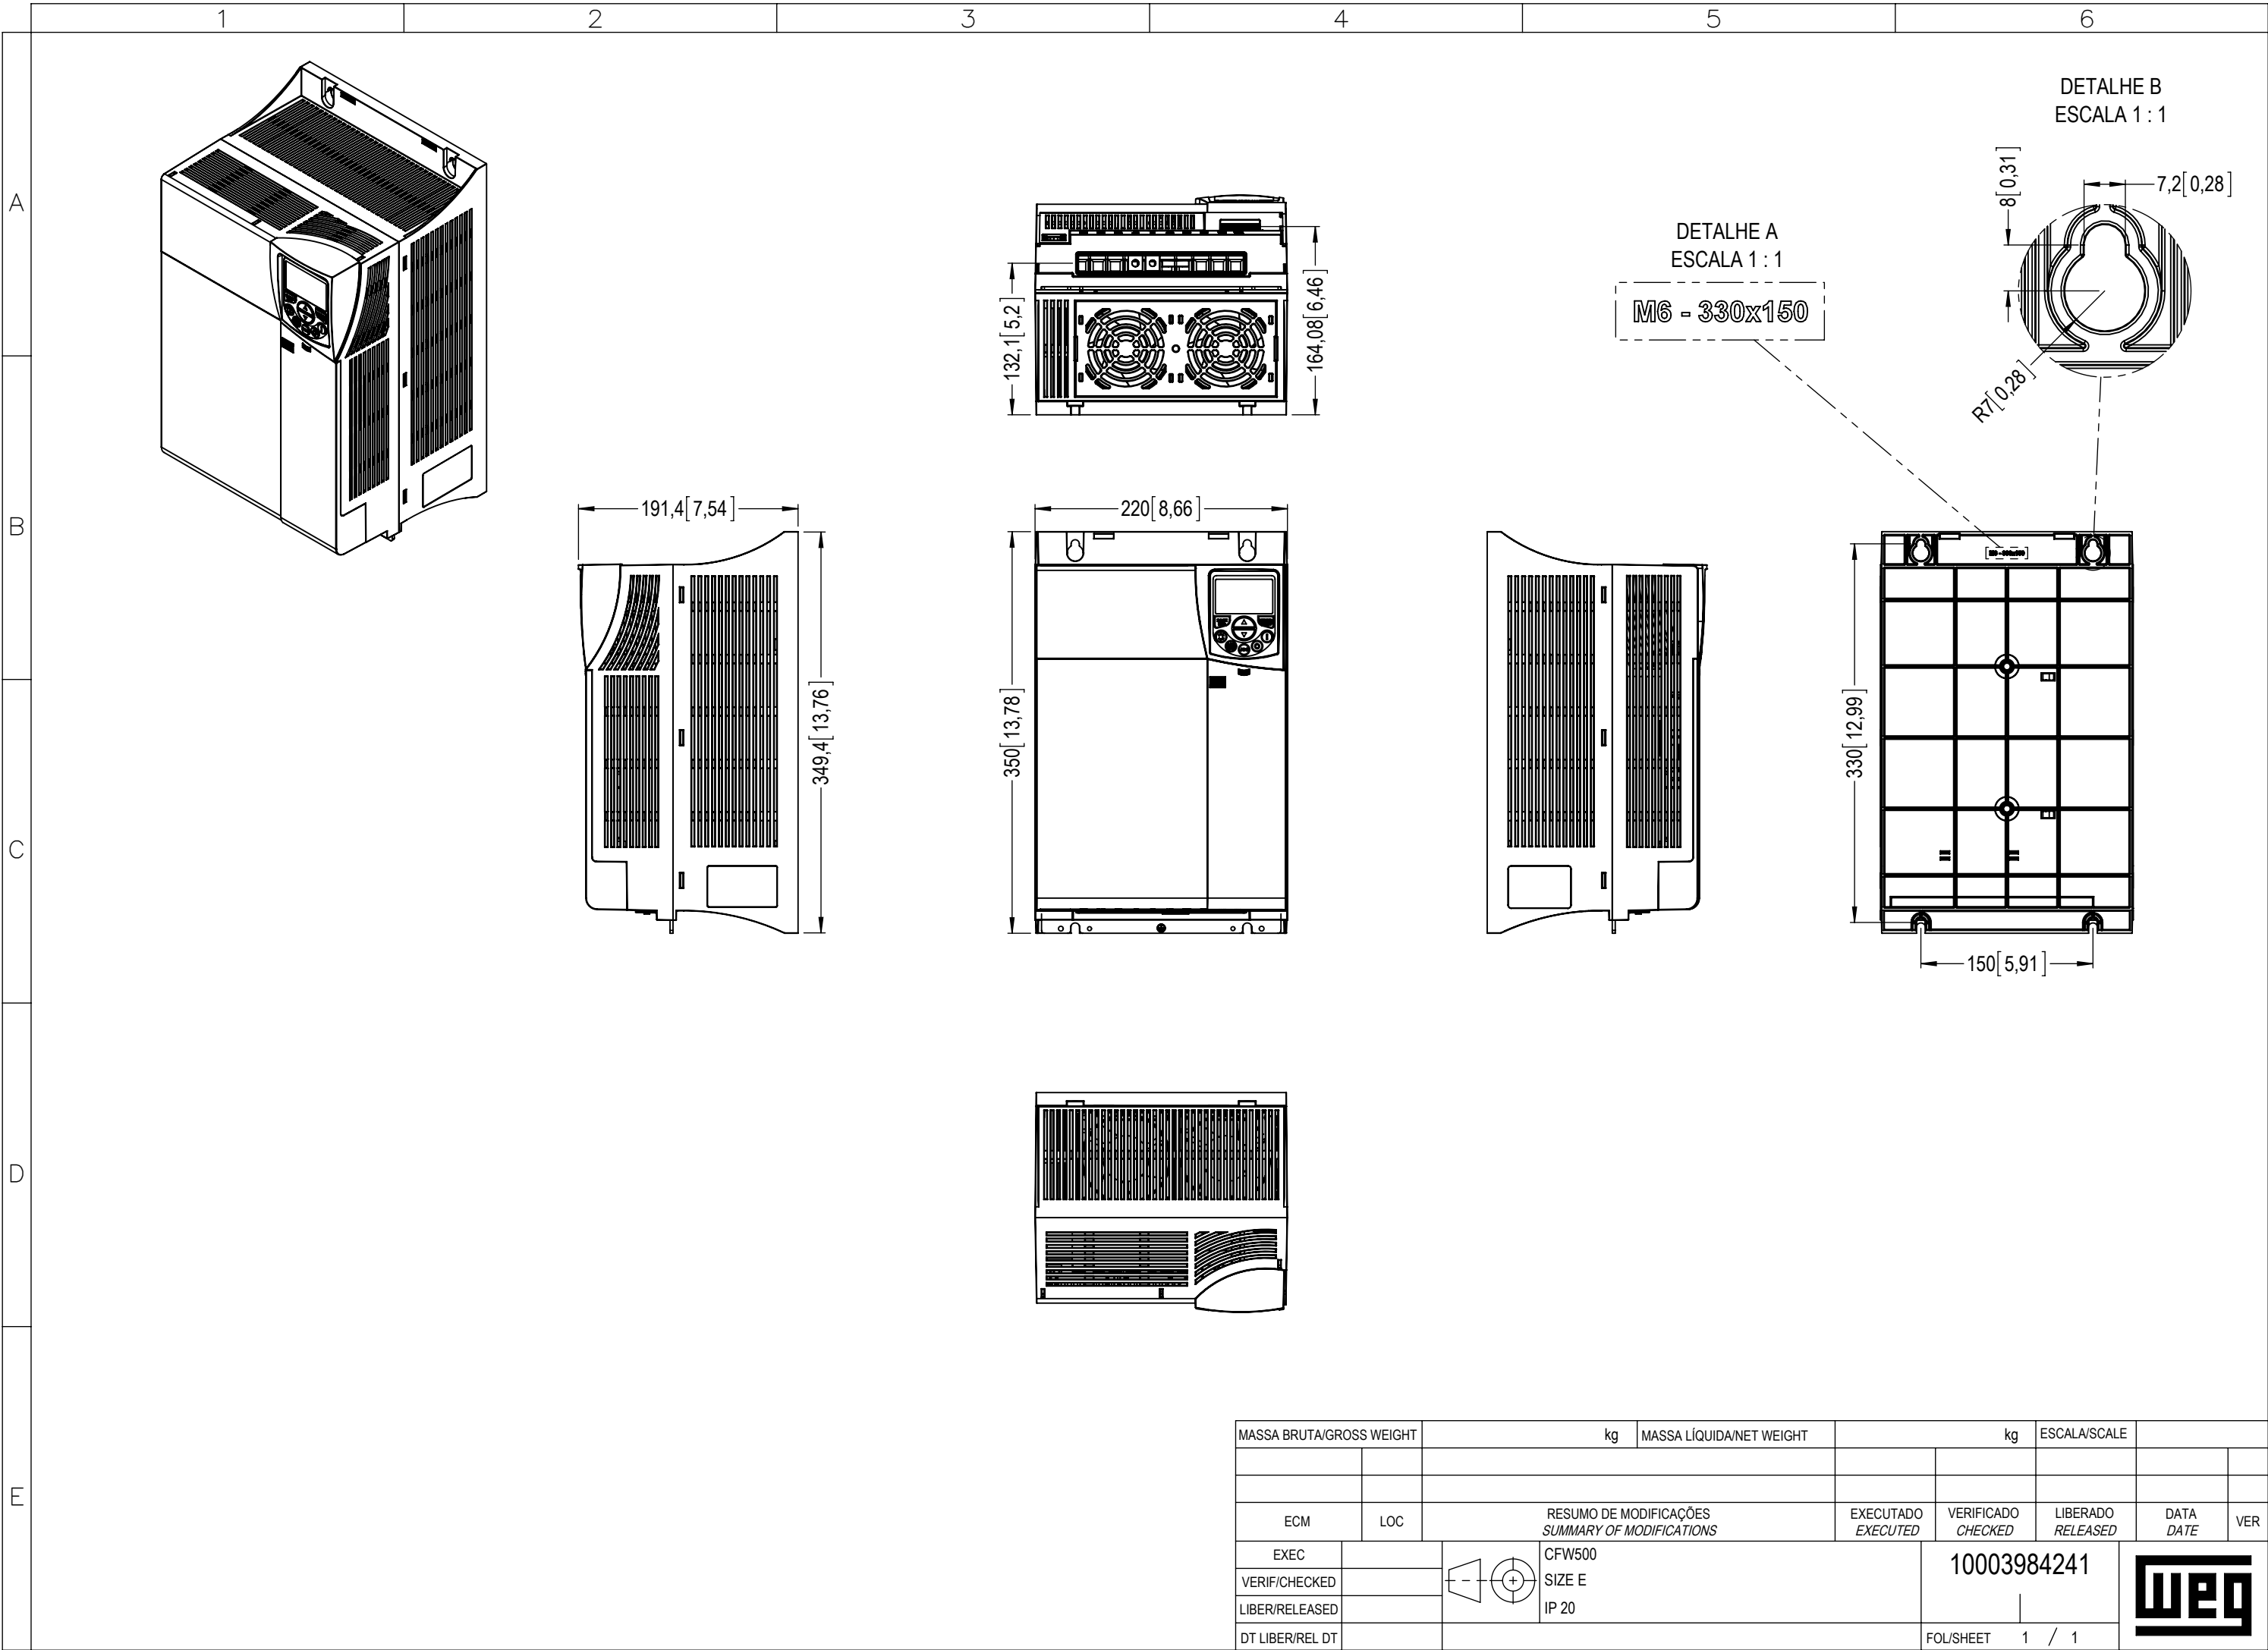 1 2 3 4 5 6
A
B
C
D
E
DETALHE B
ESCALA 1 : 1
8[0,31]
7,2[0,28]
R7[0,28]
DETALHE A
ESCALA 1 : 1
M6 - 330x150
132,1[5,2]
164,08[6,46]
191,4[7,54]
349,4[13,76]
220[8,66]
350[13,78]
330[12,99]
M6 - 330x150
150[5,91]
MASSA BRUTA/GROSS WEIGHT kg MASSA LÍQUIDA/NET WEIGHT kg ESCALA/SCALE
ECM LOC RESUMO DE MODIFICAÇÕES EXECUTADO VERIFICADO LIBERADO DATA VER
SUMMARY OF MODIFICATIONS EXECUTED CHECKED RELEASED DATE
EXEC CFW500 10003984241
VERIF/CHECKED SIZE E
LIBER/RELEASED IP 20
DT LIBER/REL DT FOL/SHEET 1 / 1
weg